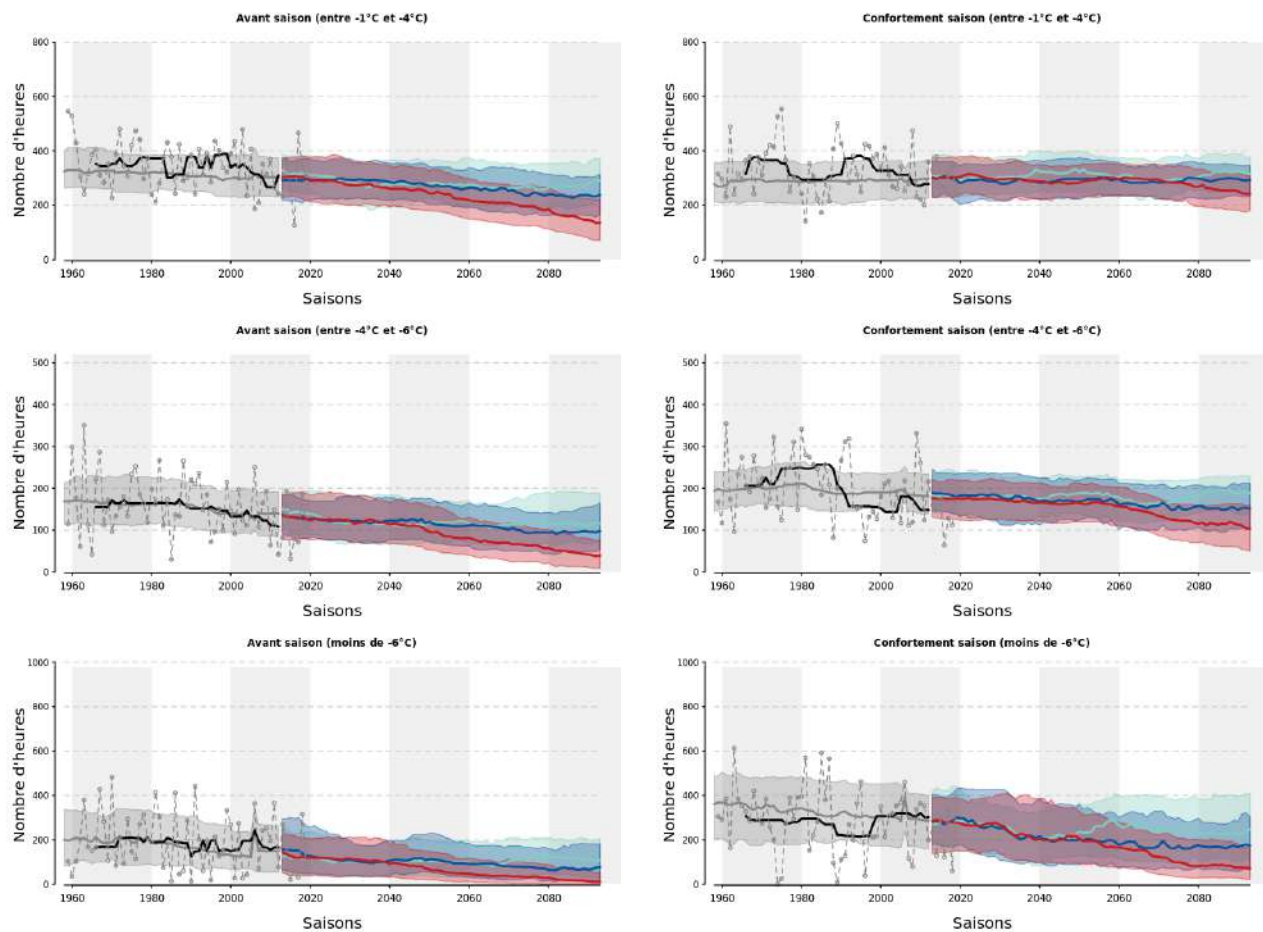 Avant saison (entre -1°C et -4°C)
800
600
400
200
0
Nombre d'heures
1960 1980 2000 2020 2040 2060 2080
Saisons
Confortement saison (entre -1°C et -4°C)
800
600
400
200
0
Nombre d'heures
1960 1980 2000 2020 2040 2060 2080
Saisons
Avant saison (entre -4°C et -6°C)
500
400
300
200
100
0
Nombre d'heures
1960 1980 2000 2020 2040 2060 2080
Saisons
Confortement saison (entre -4°C et -6°C)
500
400
300
200
100
0
Nombre d'heures
1960 1980 2000 2020 2040 2060 2080
Saisons
Avant saison (moins de -6°C)
1000
800
600
400
200
0
Nombre d'heures
1960 1980 2000 2020 2040 2060 2080
Saisons
Confortement saison (moins de -6°C)
1000
800
600
400
200
0
Nombre d'heures
1960 1980 2000 2020 2040 2060 2080
Saisons